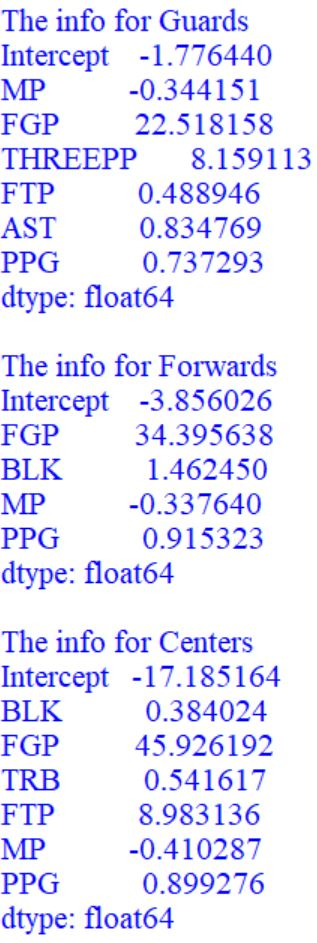 The info for Guards
Intercept -1.776440
MP -0.344151
FGP 22.518158
THREEPP 8.159113
FTP 0.488946
AST 0.834769
PPG 0.737293
dtype: float64
The info for Forwards
Intercept -3.856026
FGP 34.395638
BLK 1.462450
MP -0.337640
PPG 0.915323
dtype: float64
The info for Centers
Intercept -17.185164
BLK 0.384024
FGP 45.926192
TRB 0.541617
FTP 8.983136
MP -0.410287
PPG 0.899276
dtype: float64